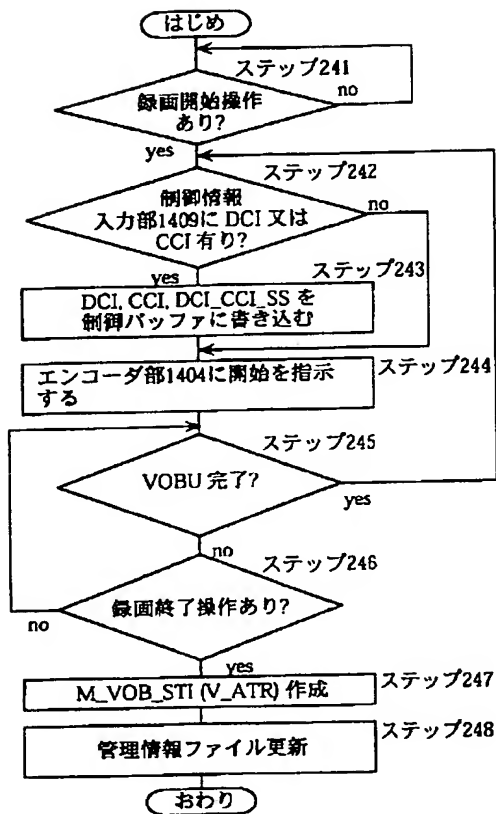 はじめ
ステップ241
録画開始操作
あり?
no
yes
ステップ242
制御情報
入力部1409に DCI 又は
CCI 有り?
no
yes
ステップ243
DCI, CCI, DCI_CCI_SS を
制御バッファに書き込む
エンコーダ部1404に開始を指示
する
ステップ244
ステップ245
VOBU 完了?
yes
no
ステップ246
録画終了操作あり?
no
yes
M_VOB_STI (V_ATR) 作成
ステップ247
管理情報ファイル更新
ステップ248
おわり